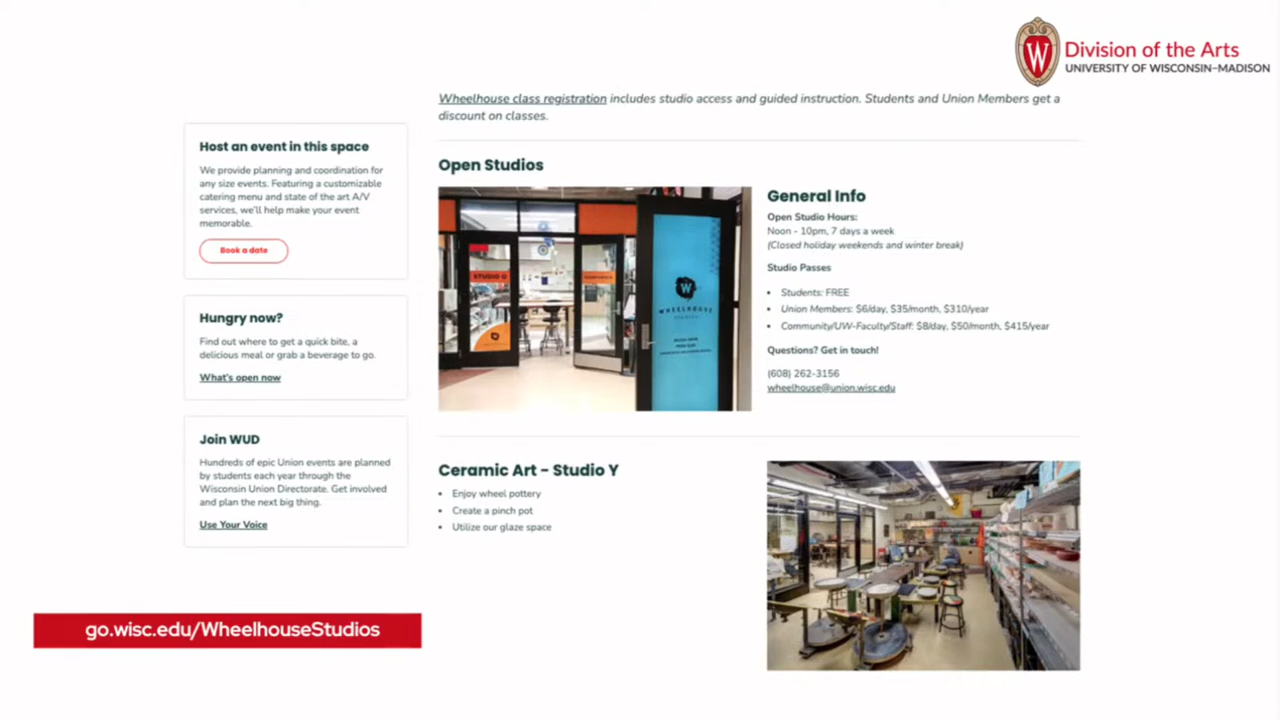 W
Division of the Arts
UNIVERSITY OF WISCONSIN–MADISON
Wheelhouse class registration includes studio access and guided instruction. Students and Union Members get a
discount on classes.
Host an event in this space
We provide planning and coordination for
any size events. Featuring a customizable
catering menu and state of the art A/V
services, we'll help make your event
memorable.
Book a date
Hungry now?
Find out where to get a quick bite, a
delicious meal or grab a beverage to go.
What's open now
Join WUD
Hundreds of epic Union events are planned
by students each year through the
Wisconsin Union Directorate. Get involved
and plan the next big thing.
Use Your Voice
Open Studios
STUDIO O
W
WHEELHOUSE
STUDIOS
General Info
Open Studio Hours:
Noon - 10pm, 7 days a week
(Closed holiday weekends and winter break)
Studio Passes
• Students: FREE
• Union Members: $6/day, $35/month, $310/year
• Community/UW-Faculty/Staff: $8/day, $50/month, $415/year
Questions? Get in touch!
(608) 262-3156
wheelhouse@union.wisc.edu
Ceramic Art - Studio Y
• Enjoy wheel pottery
• Create a pinch pot
• Utilize our glaze space
go.wisc.edu/WheelhouseStudios